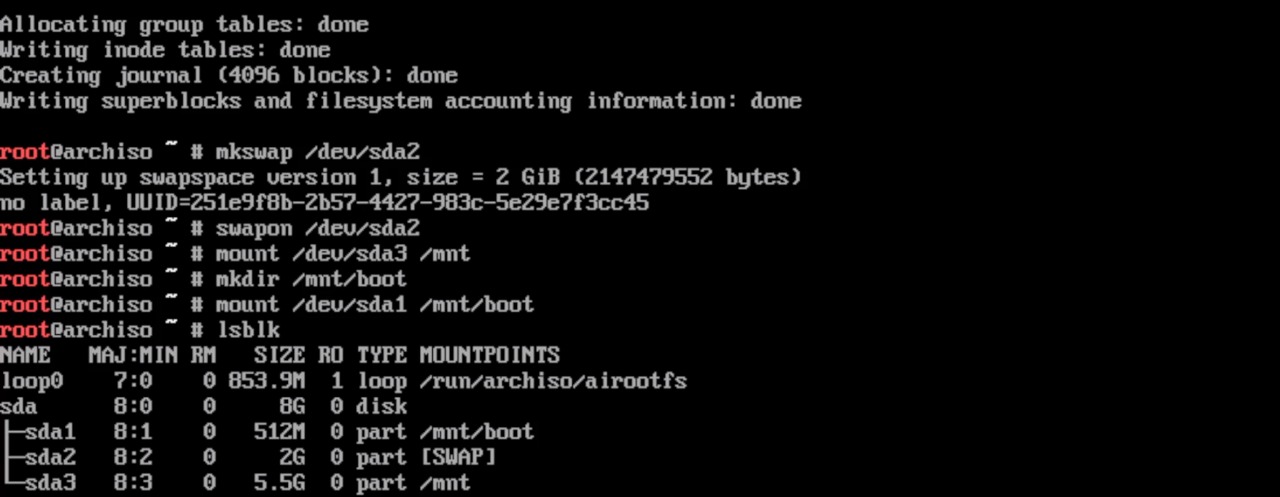 Allocating group tables: done
Writing inode tables: done
Creating journal (4096 blocks): done
Writing superblocks and filesystem accounting information: done
root@archiso ~ # mkswap /dev/sda2
Setting up swapspace version 1, size = 2 GiB (2147479552 bytes)
no label, UUID=251e9f8b-2b57-4427-983c-5e29e7f3cc45
root@archiso ~ # swapon /dev/sda2
root@archiso ~ # mount /dev/sda3 /mnt
root@archiso ~ # mkdir /mnt/boot
root@archiso ~ # mount /dev/sda1 /mnt/boot
root@archiso ~ # lsblk
NAME   MAJ:MIN RM   SIZE RO TYPE MOUNTPOINTS
loop0    7:0    0 853.9M  1 loop /run/archiso/airootfs
sda      8:0    0     8G  0 disk
├─sda1   8:1    0   512M  0 part /mnt/boot
├─sda2   8:2    0     2G  0 part [SWAP]
└─sda3   8:3    0   5.5G  0 part /mnt